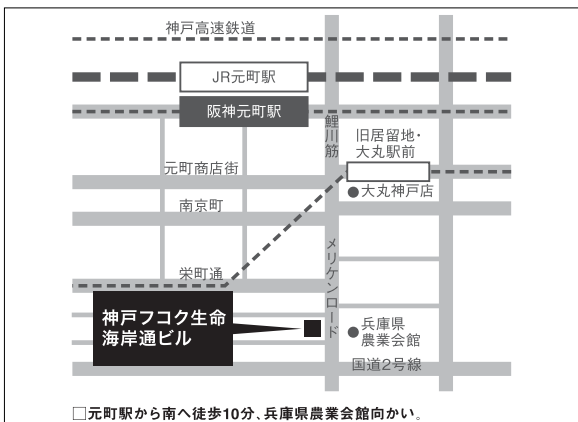 神戸高速鉄道
JR元町駅
阪神元町駅
鯉川筋
旧居留地・
大丸駅前
元町商店街
大丸神戸店
南京町
メリケンロード
栄町通
神戸フコク生命
海岸通ビル
兵庫県
農業会館
国道2号線
□元町駅から南へ徒歩10分、兵庫県農業会館向かい。